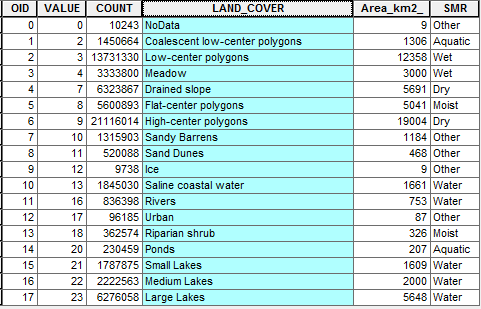 OID VALUE COUNT LAND_COVER Area_km2_ SMR
0 0 10243 NoData 9 Other
1 2 1450664 Coalescent low-center polygons 1306 Aquatic
2 3 13731330 Low-center polygons 12358 Wet
3 4 3333800 Meadow 3000 Wet
4 7 6323867 Drained slope 5691 Dry
5 8 5600893 Flat-center polygons 5041 Moist
6 9 21116014 High-center polygons 19004 Dry
7 10 1315903 Sandy Barrens 1184 Other
8 11 520088 Sand Dunes 468 Other
9 12 9738 Ice 9 Other
10 13 1845030 Saline coastal water 1661 Water
11 16 836398 Rivers 753 Water
12 17 96185 Urban 87 Other
13 18 362574 Riparian shrub 326 Moist
14 20 230459 Ponds 207 Aquatic
15 21 1787875 Small Lakes 1609 Water
16 22 2222563 Medium Lakes 2000 Water
17 23 6276058 Large Lakes 5648 Water